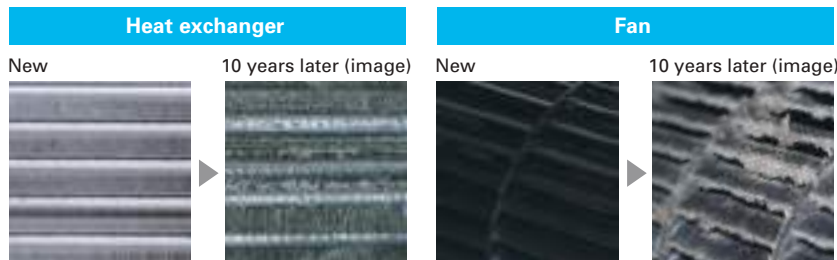 Heat exchanger
Fan
New
10 years later (image)
New
10 years later (image)